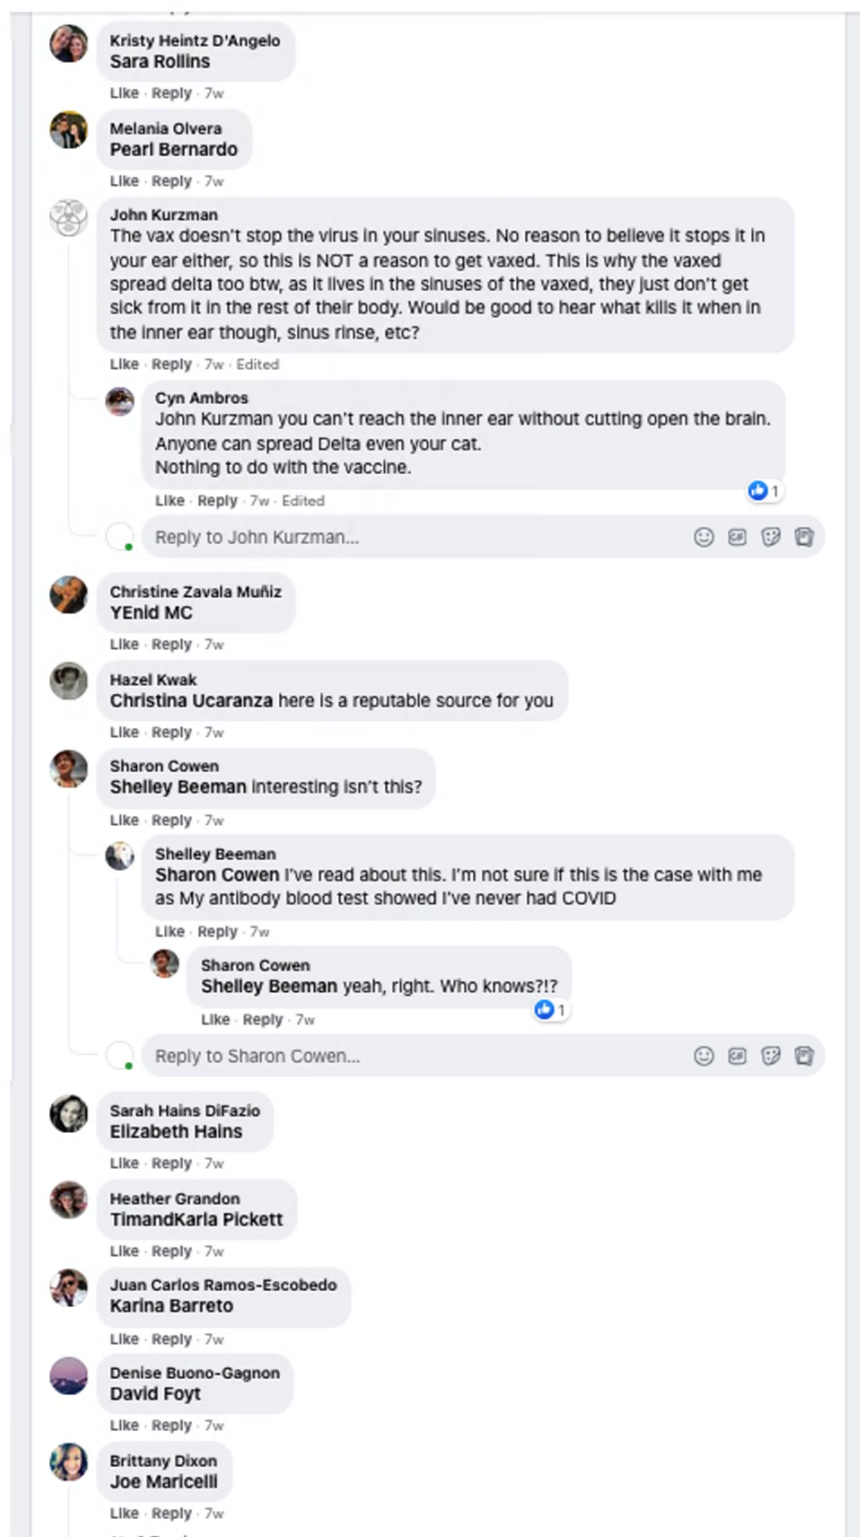 Kristy Heintz D'Angelo
Sara Rollins
Like · Reply · 7w
Melania Olvera
Pearl Bernardo
Like · Reply · 7w
John Kurzman
The vax doesn't stop the virus in your sinuses. No reason to believe it stops it in
your ear either, so this is NOT a reason to get vaxed. This is why the vaxed
spread delta too btw, as it lives in the sinuses of the vaxed, they just don't get
sick from it in the rest of their body. Would be good to hear what kills it when in
the inner ear though, sinus rinse, etc?
Like · Reply · 7w · Edited
Cyn Ambros
John Kurzman you can't reach the inner ear without cutting open the brain.
Anyone can spread Delta even your cat.
Nothing to do with the vaccine.
1
Like · Reply · 7w · Edited
Reply to John Kurzman...
GIF
Christine Zavala Muñiz
YEnid MC
Like · Reply · 7w
Hazel Kwak
Christina Ucaranza here is a reputable source for you
Like · Reply · 7w
Sharon Cowen
Shelley Beeman interesting isn't this?
Like · Reply · 7w
Shelley Beeman
Sharon Cowen I've read about this. I'm not sure if this is the case with me
as My antibody blood test showed I've never had COVID
Like · Reply · 7w
Sharon Cowen
Shelley Beeman yeah, right. Who knows?!?
1
Like · Reply · 7w
Reply to Sharon Cowen...
GIF
Sarah Hains DiFazio
Elizabeth Hains
Like · Reply · 7w
Heather Grandon
TimandKarla Pickett
Like · Reply · 7w
Juan Carlos Ramos-Escobedo
Karina Barreto
Like · Reply · 7w
Denise Buono-Gagnon
David Foyt
Like · Reply · 7w
Brittany Dixon
Joe Maricelli
Like · Reply · 7w